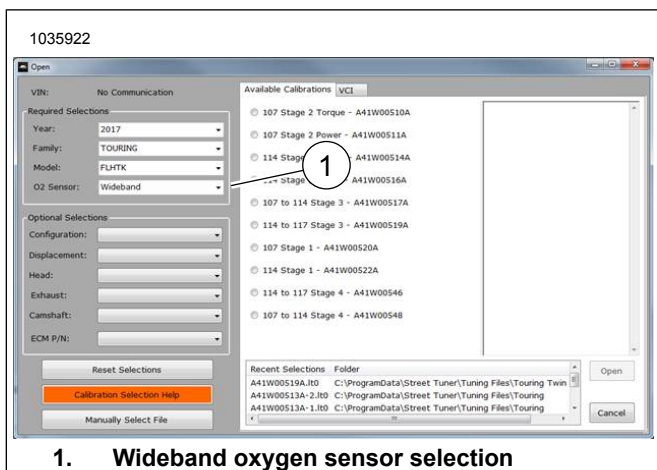 1035922
Open
VIN: No Communication
Required Selections
Year: 2017
Family: TOURING
Model: FLHTK
O2 Sensor: Wideband
Optional Selections
Configuration:
Displacement:
Head:
Exhaust:
Camshaft:
ECM P/N:
Reset Selections
Calibration Selection Help
Manually Select File
Available Calibrations VCI
107 Stage 2 Torque - A41W00510A
107 Stage 2 Power - A41W00511A
114 Stage A41W00514A
114 Stage A41W00516A
107 to 114 Stage 3 - A41W00517A
114 to 117 Stage 3 - A41W00519A
107 Stage 1 - A41W00520A
114 Stage 1 - A41W00522A
114 to 117 Stage 4 - A41W00546
107 to 114 Stage 4 - A41W00548
1
Recent Selections Folder
A41W00519A.lt0 C:\ProgramData\Street Tuner\Tuning Files\Touring Twin
A41W00513A-2.lt0 C:\ProgramData\Street Tuner\Tuning Files\Touring
A41W00513A-1.lt0 C:\ProgramData\Street Tuner\Tuning Files\Touring
Open
Cancel
1. Wideband oxygen sensor selection